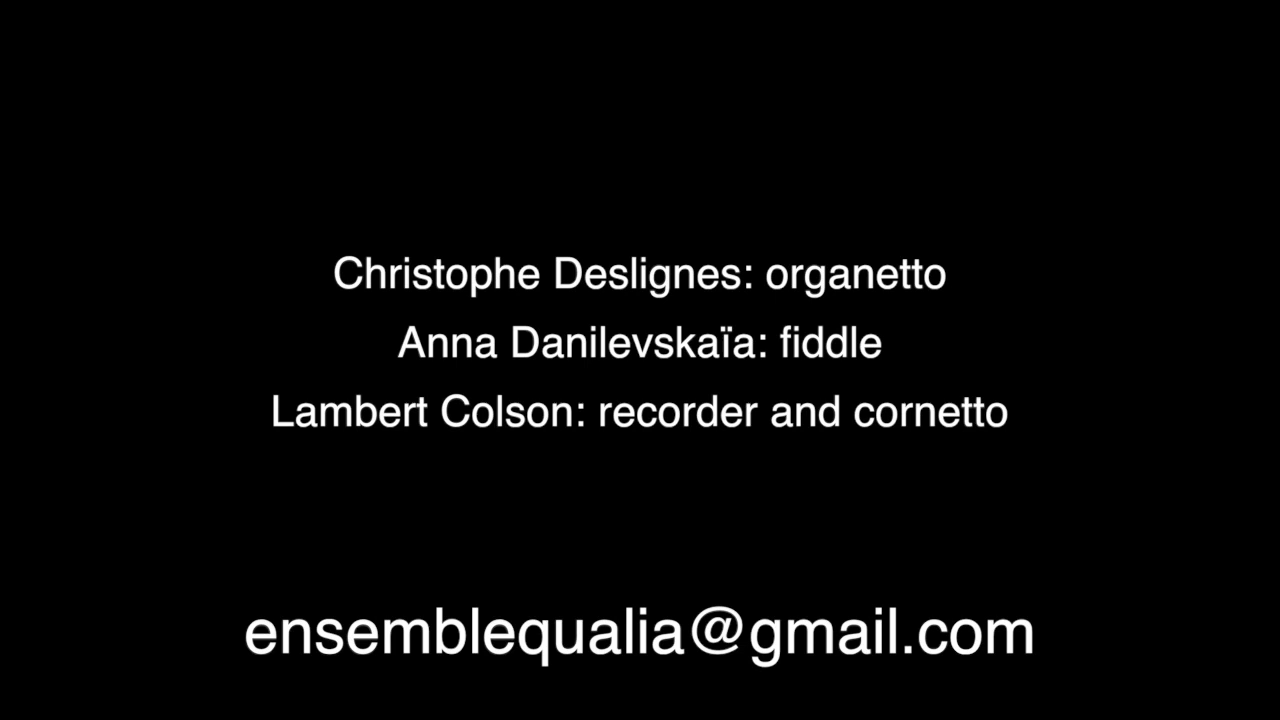 Christophe Deslignes: organetto
Anna Danilevskaïa: fiddle
Lambert Colson: recorder and cornetto
ensemblequalia@gmail.com